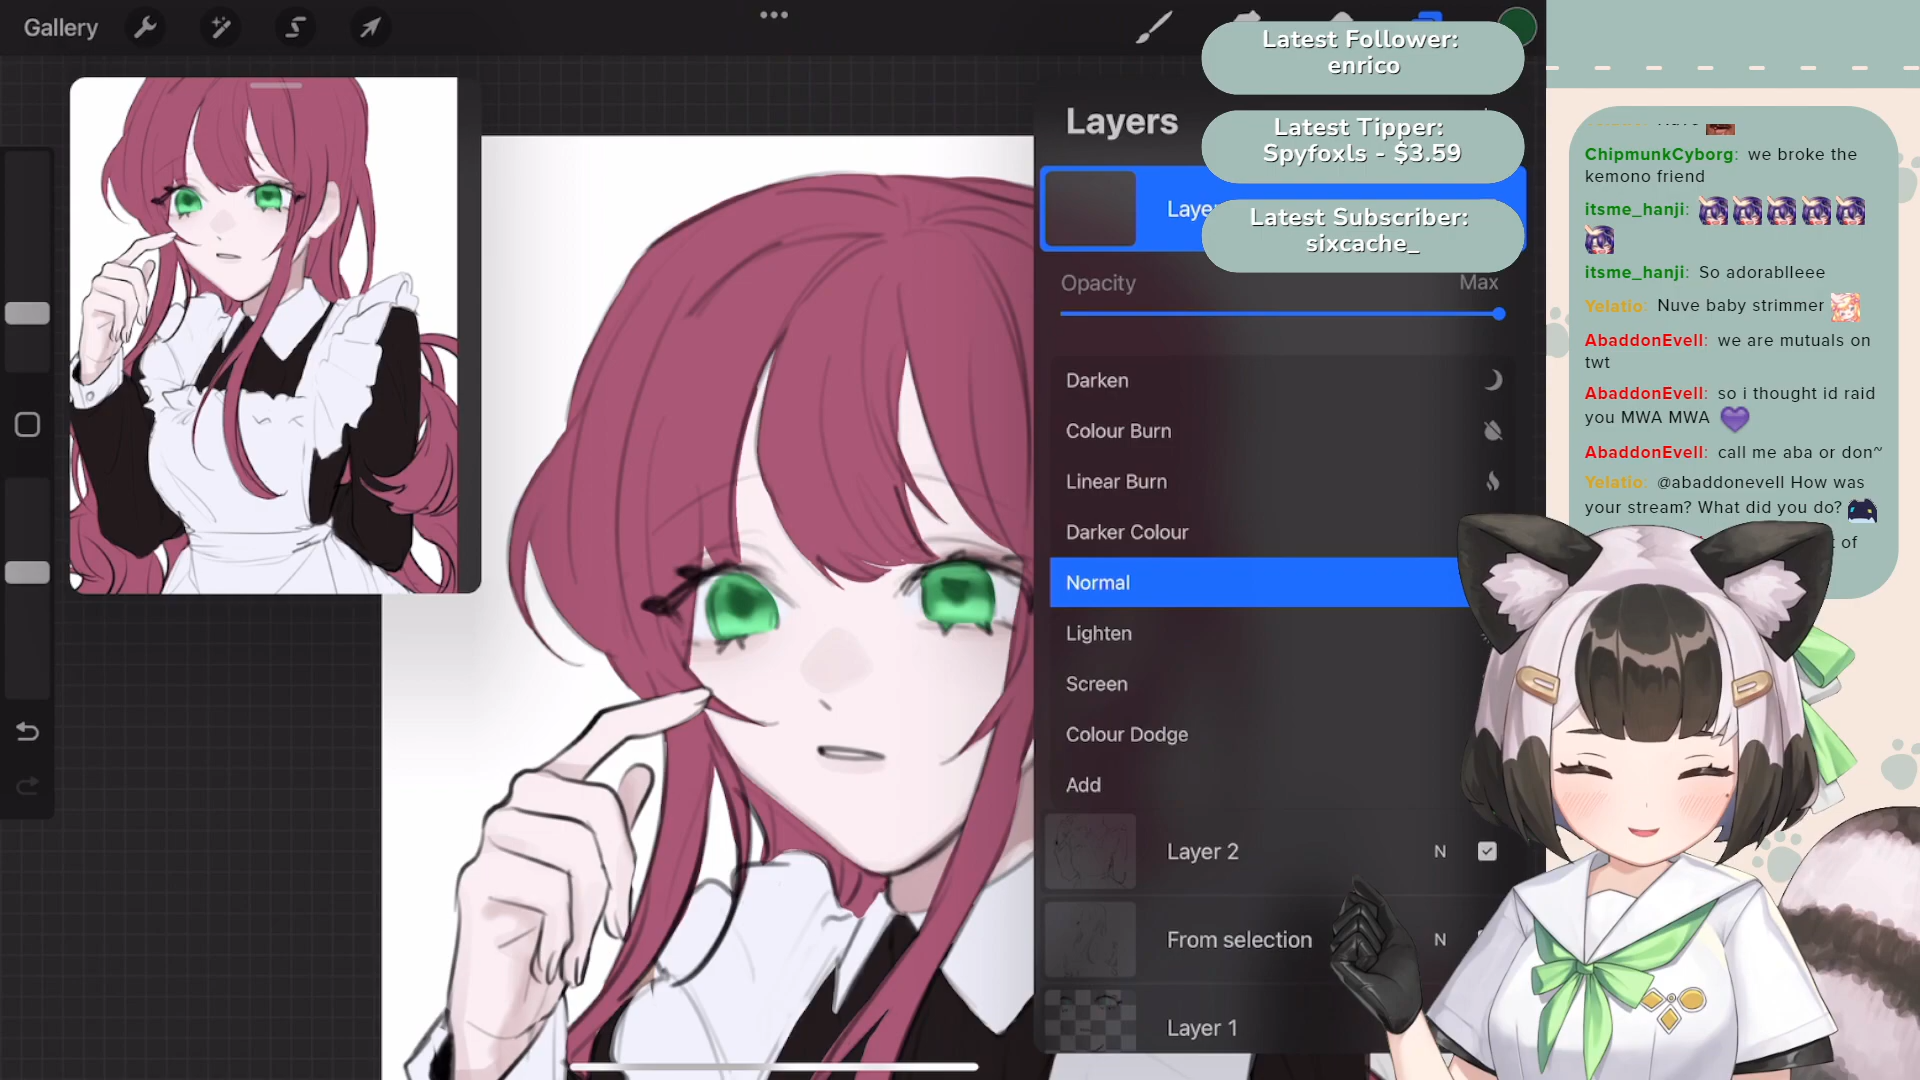 Gallery
Latest Follower:
enrico
Latest Tipper:
Spyfoxls - $3.59
Latest Subscriber:
sixcache_
Layers
Opacity
Max
Darken
Colour Burn
Linear Burn
Darker Colour
Normal
Lighten
Screen
Colour Dodge
Add
Layer 2 N
From selection N
Layer 1
ChipmunkCyborg: we broke the
kemono friend
itsme_hanji:
itsme_hanji: So adorablleee
Yelatio: Nuve baby strimmer
AbaddonEvell: we are mutuals on
twt
AbaddonEvell: so i thought id raid
you MWA MWA
AbaddonEvell: call me aba or don~
Yelatio: @abaddonevell How was
your stream? What did you do?
of